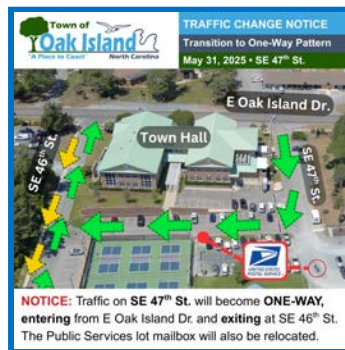 Town of
Oak Island
"A Place to Coast"
North Carolina
TRAFFIC CHANGE NOTICE
Transition to One-Way Pattern
May 31, 2025 • SE 47th St.
E Oak Island Dr.
Town Hall
SE 46th St.
SE 47th St.
UNITED STATES
POSTAL SERVICE
NOTICE: Traffic on SE 47th St. will become ONE-WAY,
entering from E Oak Island Dr. and exiting at SE 46th St.
The Public Services lot mailbox will also be relocated.